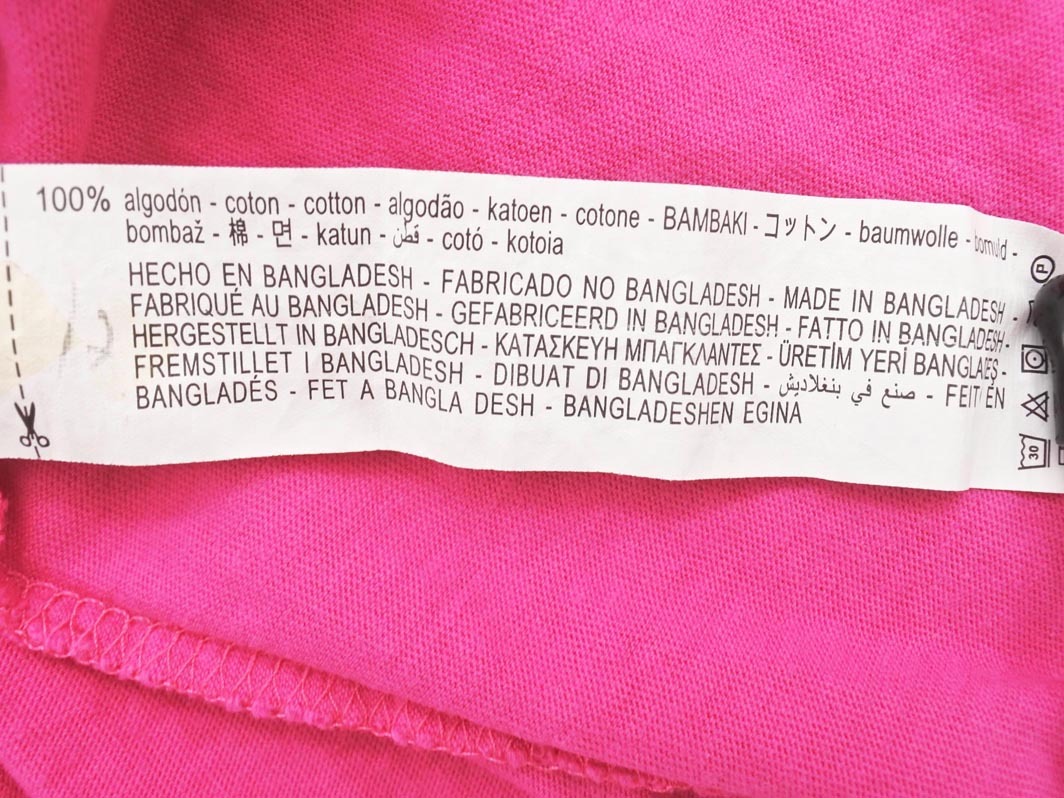 100% algodón - coton - cotton - algodão - katoen - cotone - BAMBAKI - コットン - baumwolle - bomuld -
bombaž - 棉 - 면 - katun - قطن - cotó - kotoia
HECHO EN BANGLADESH - FABRICADO NO BANGLADESH - MADE IN BANGLADESH -
FABRIQUÉ AU BANGLADESH - GEFABRICEERD IN BANGLADESH - FATTO IN BANGLADESH -
HERGESTELLT IN BANGLADESCH - ΚΑΤΑΣΚΕΥΗ ΜΠΑΓΚΛΑΝΤΕΣ - ÜRETİM YERİ BANGLADEŞ -
FREMSTILLET I BANGLADESH - DIBUAT DI BANGLADESH - صنع في بنغلاديش - FEIT EN
BANGLADÉS - FET A BANGLA DESH - BANGLADESHEN EGINA
P
30